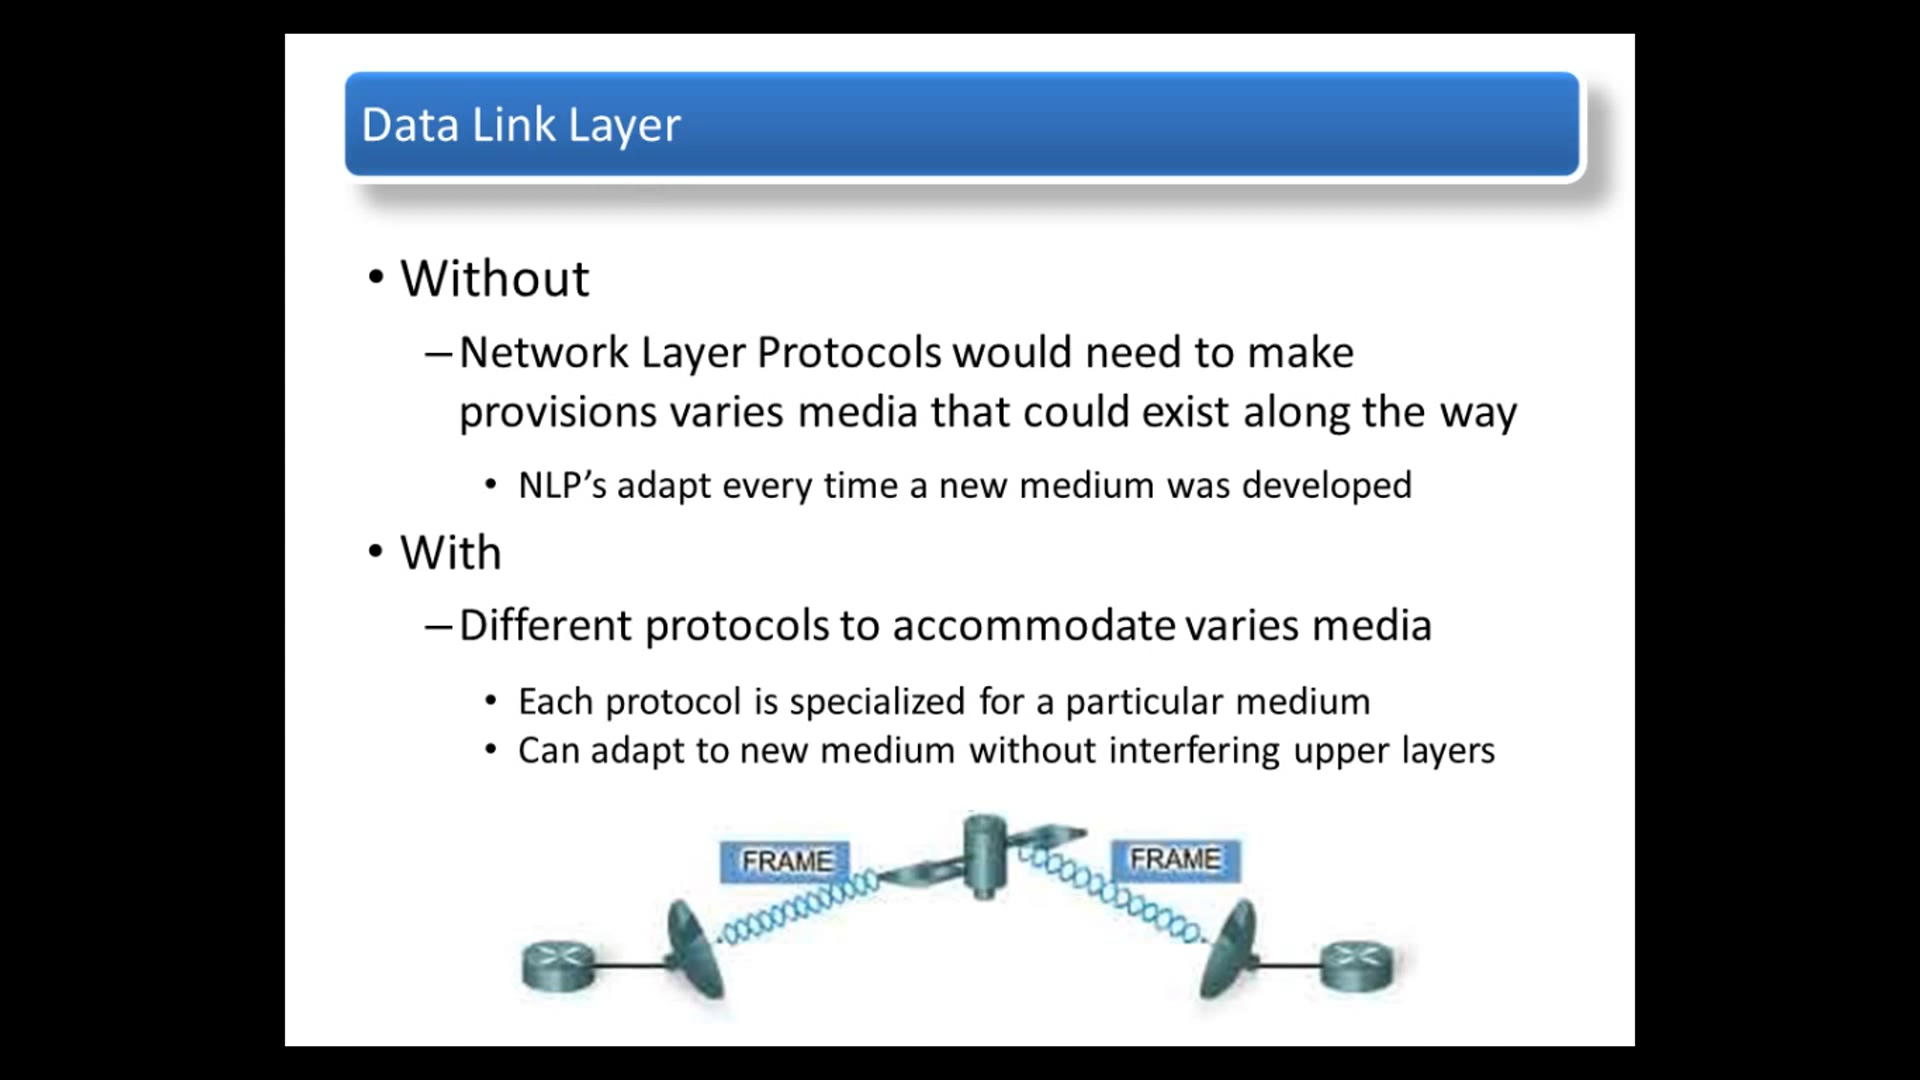 Data Link Layer
• Without
– Network Layer Protocols would need to make
provisions varies media that could exist along the way
• NLP’s adapt every time a new medium was developed
• With
– Different protocols to accommodate varies media
• Each protocol is specialized for a particular medium
• Can adapt to new medium without interfering upper layers
FRAME
FRAME